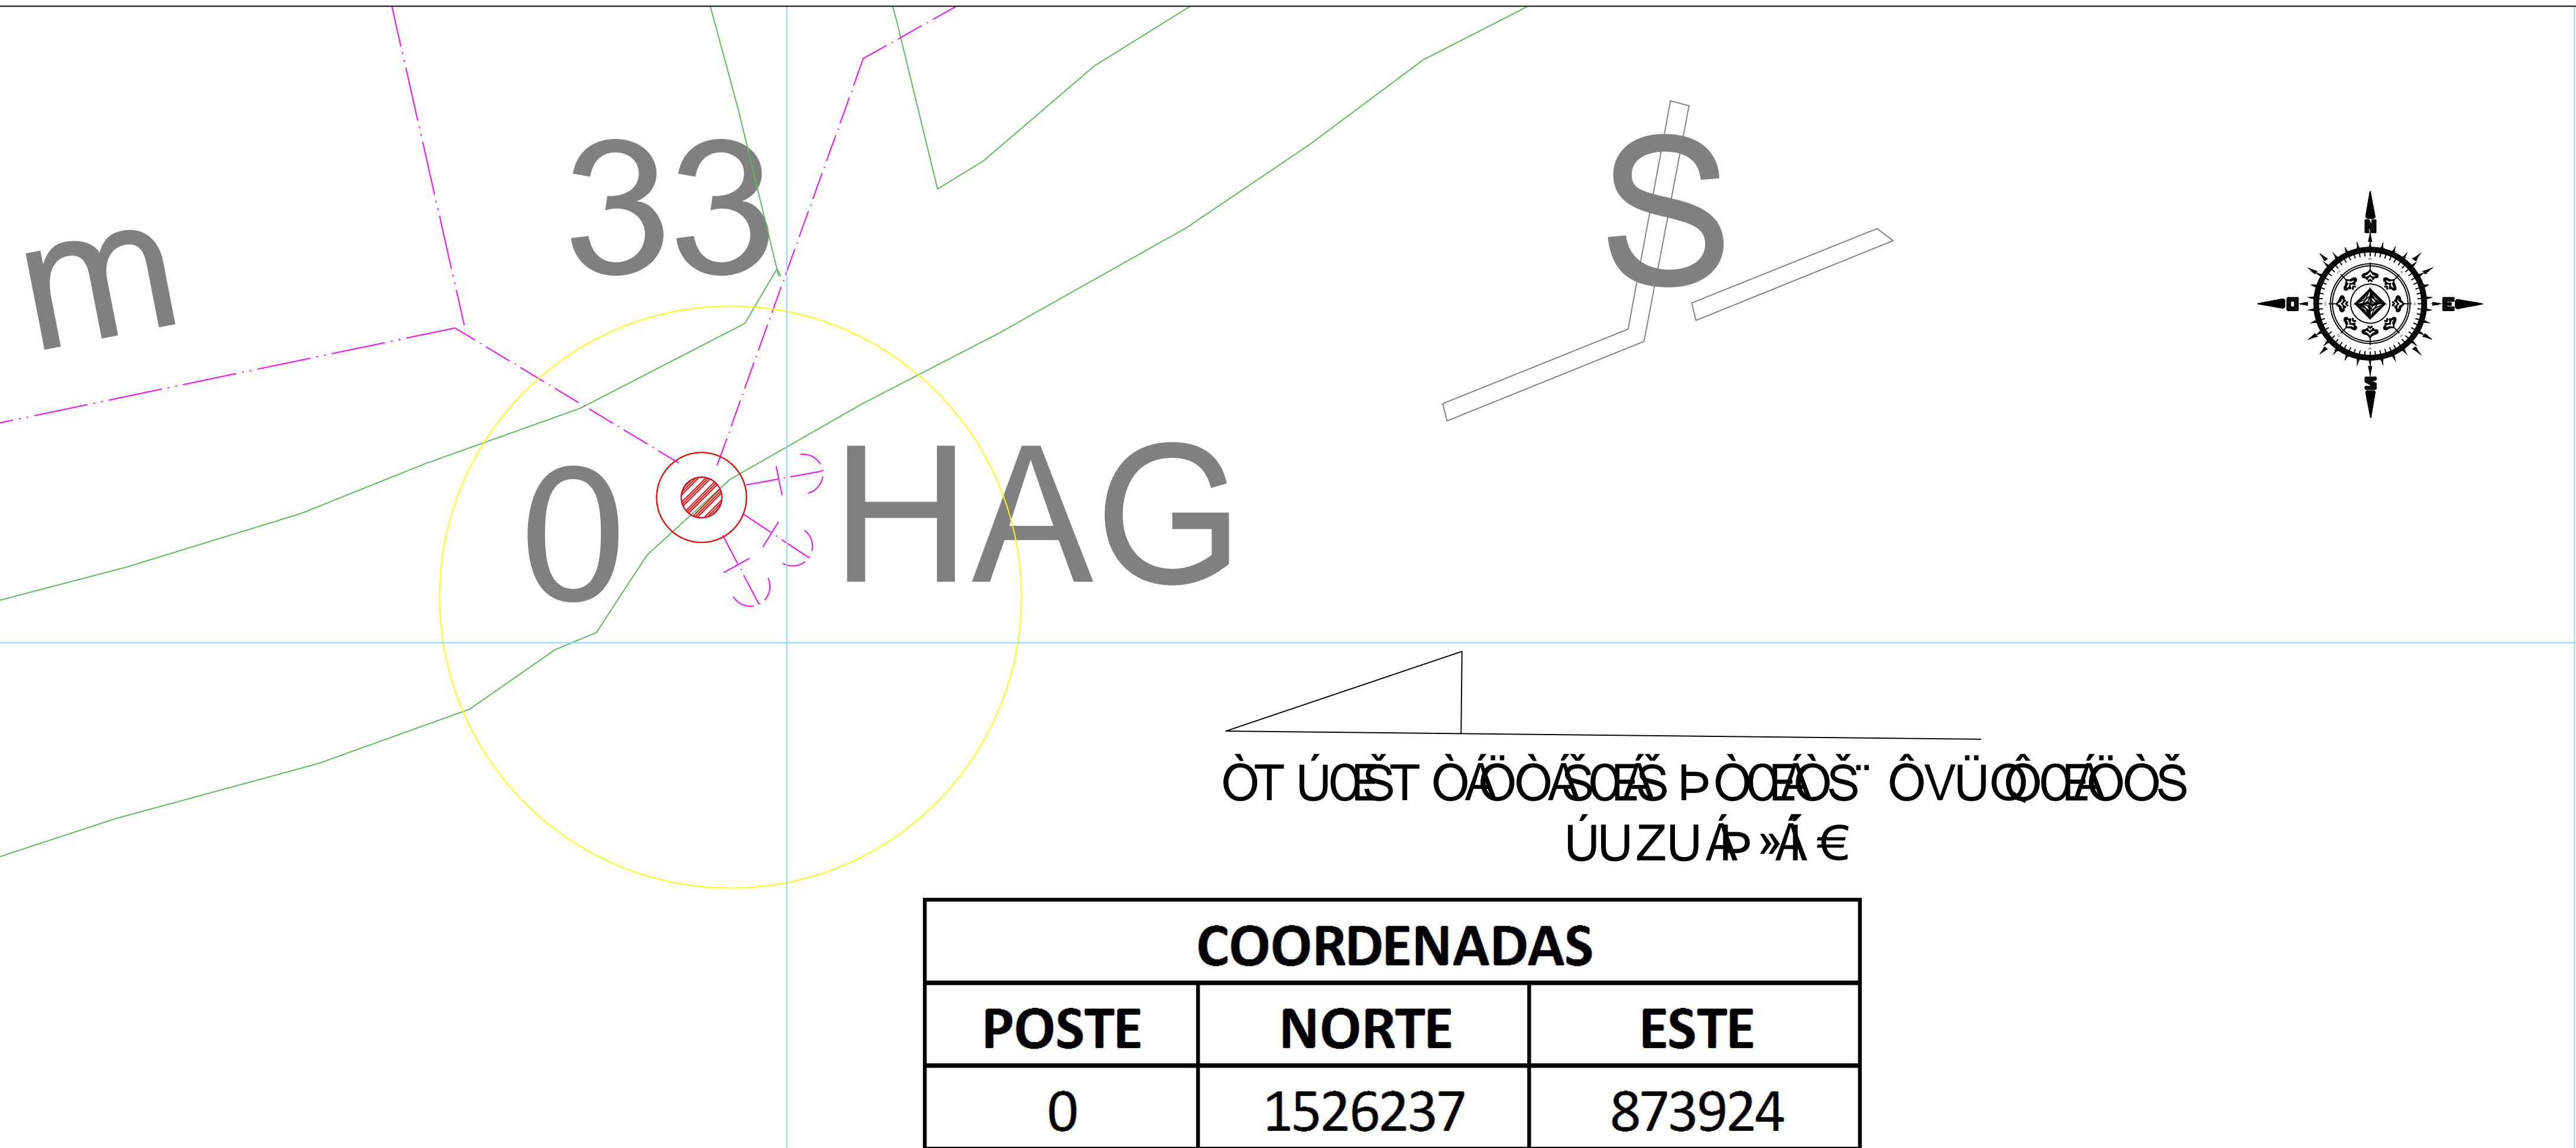 33
m
$
N
O
E
S
0
HAG
COORDENADAS
POSTE NORTE ESTE
0 1526237 873924